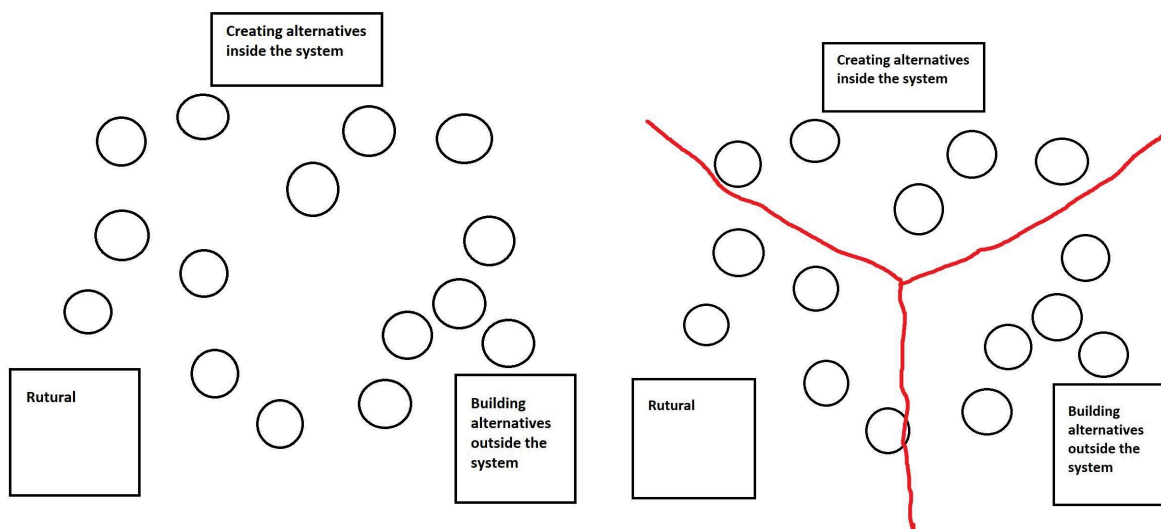 Creating alternatives
inside the system
Rutural
Building
alternatives
outside the
system
Creating alternatives
inside the system
Rutural
Building
alternatives
outside the
system